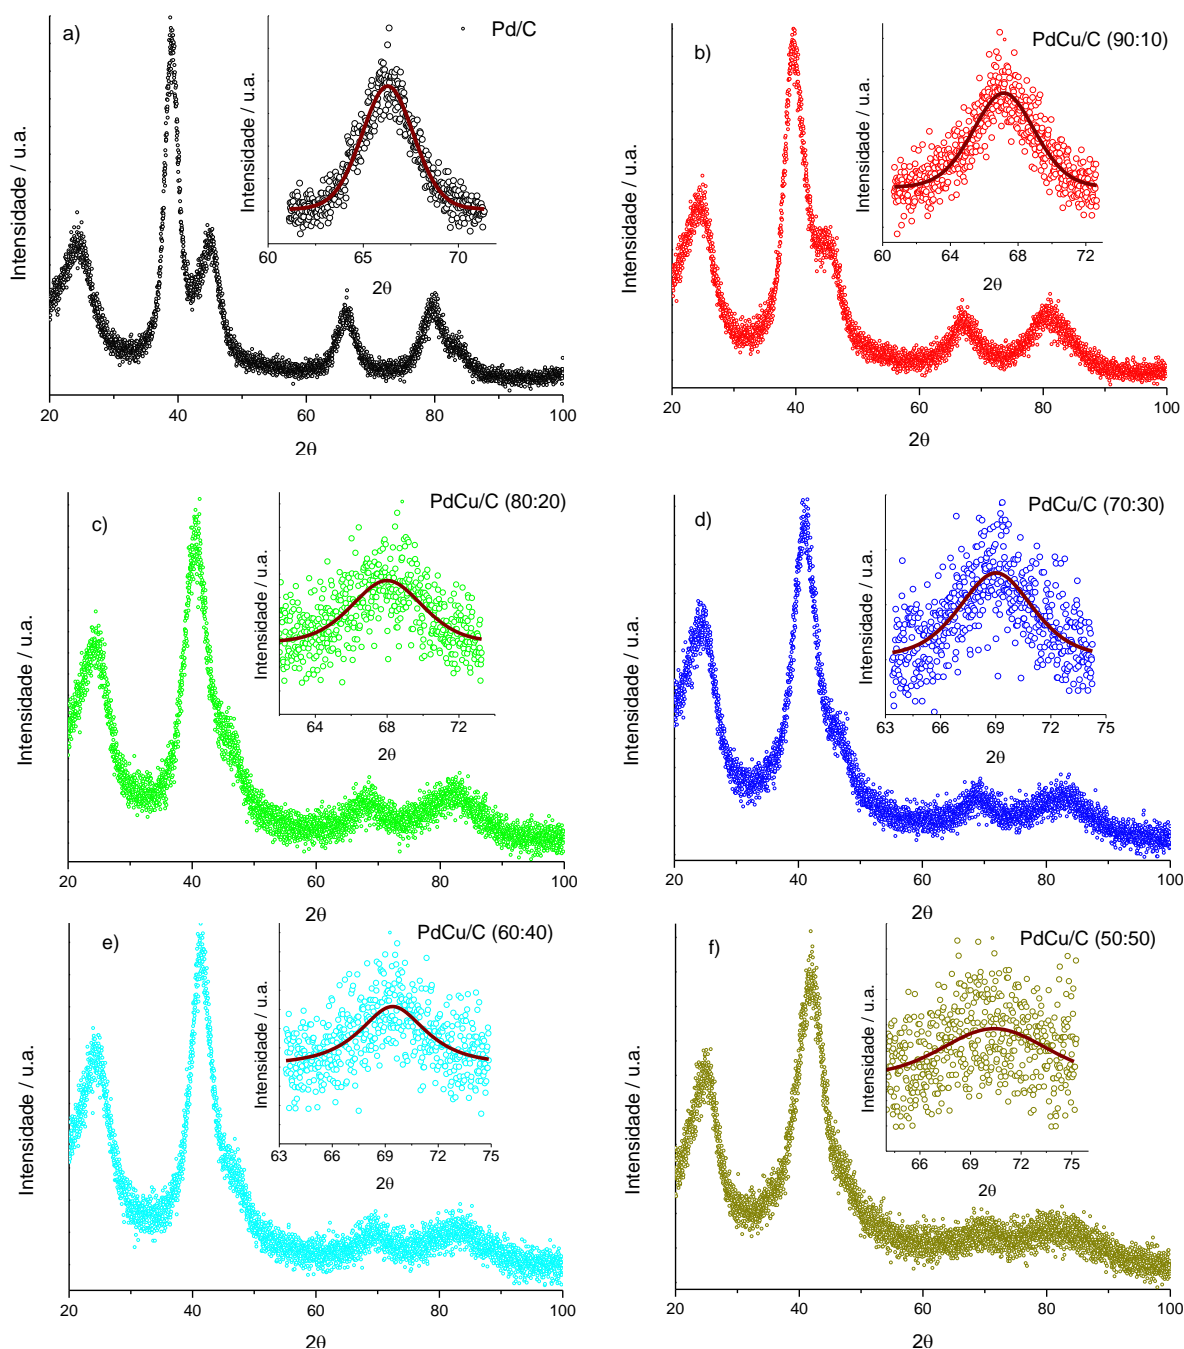 a)
Pd/C
Intensidade / u.a.
Intensidade / u.a.
60 65 70
2θ
20 40 60 80 100
2θ
b)
PdCu/C (90:10)
Intensidade / u.a.
Intensidade / u.a.
60 64 68 72
2θ
20 40 60 80 100
2θ
c)
PdCu/C (80:20)
Intensidade / u.a.
Intensidade / u.a.
64 68 72
2θ
20 40 60 80 100
2θ
d)
PdCu/C (70:30)
Intensidade / u.a.
Intensidade / u.a.
63 66 69 72 75
2θ
20 40 60 80 100
2θ
e)
PdCu/C (60:40)
Intensidade / u.a.
Intensidade / u.a.
63 66 69 72 75
2θ
20 40 60 80 100
2θ
f)
PdCu/C (50:50)
Intensidade / u.a.
Intensidade / u.a.
66 69 72 75
2θ
20 40 60 80 100
2θ